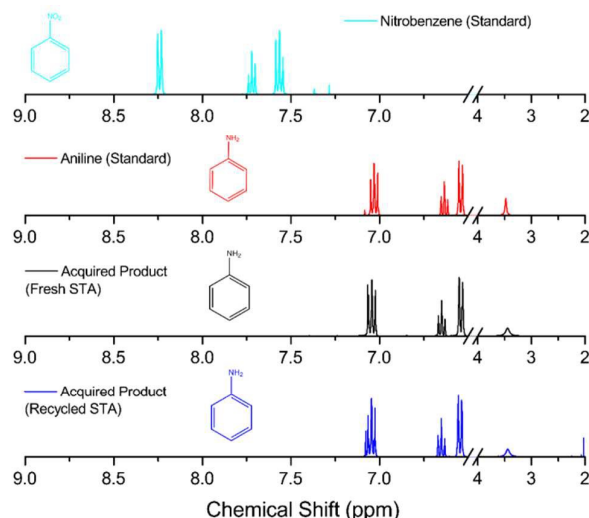 NO₂
Nitrobenzene (Standard)
9.0 8.5 8.0 7.5 7.0 4 3 2
Aniline (Standard)
NH₂
9.0 8.5 8.0 7.5 7.0 4 3 2
Acquired Product
(Fresh STA)
NH₂
9.0 8.5 8.0 7.5 7.0 4 3 2
Acquired Product
(Recycled STA)
NH₂
9.0 8.5 8.0 7.5 7.0 4 3 2
Chemical Shift (ppm)